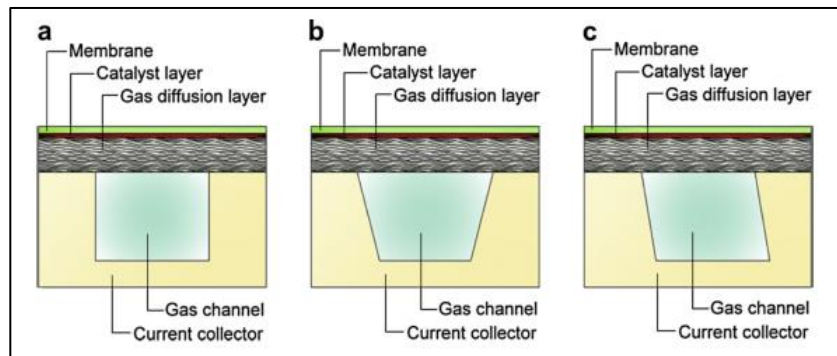 a
Membrane
Catalyst layer
Gas diffusion layer
Gas channel
Current collector
b
Membrane
Catalyst layer
Gas diffusion layer
Gas channel
Current collector
c
Membrane
Catalyst layer
Gas diffusion layer
Gas channel
Current collector